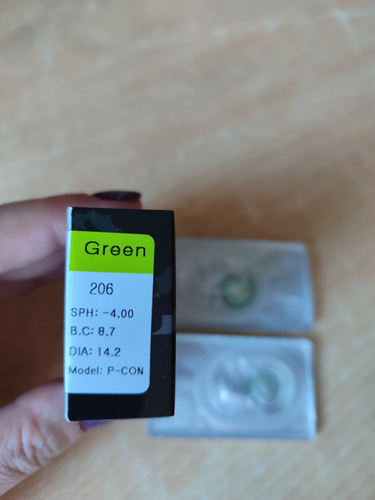 Green
206
SPH: -4.00
B.C: 8.7
DIA: 14.2
Model: P-CON